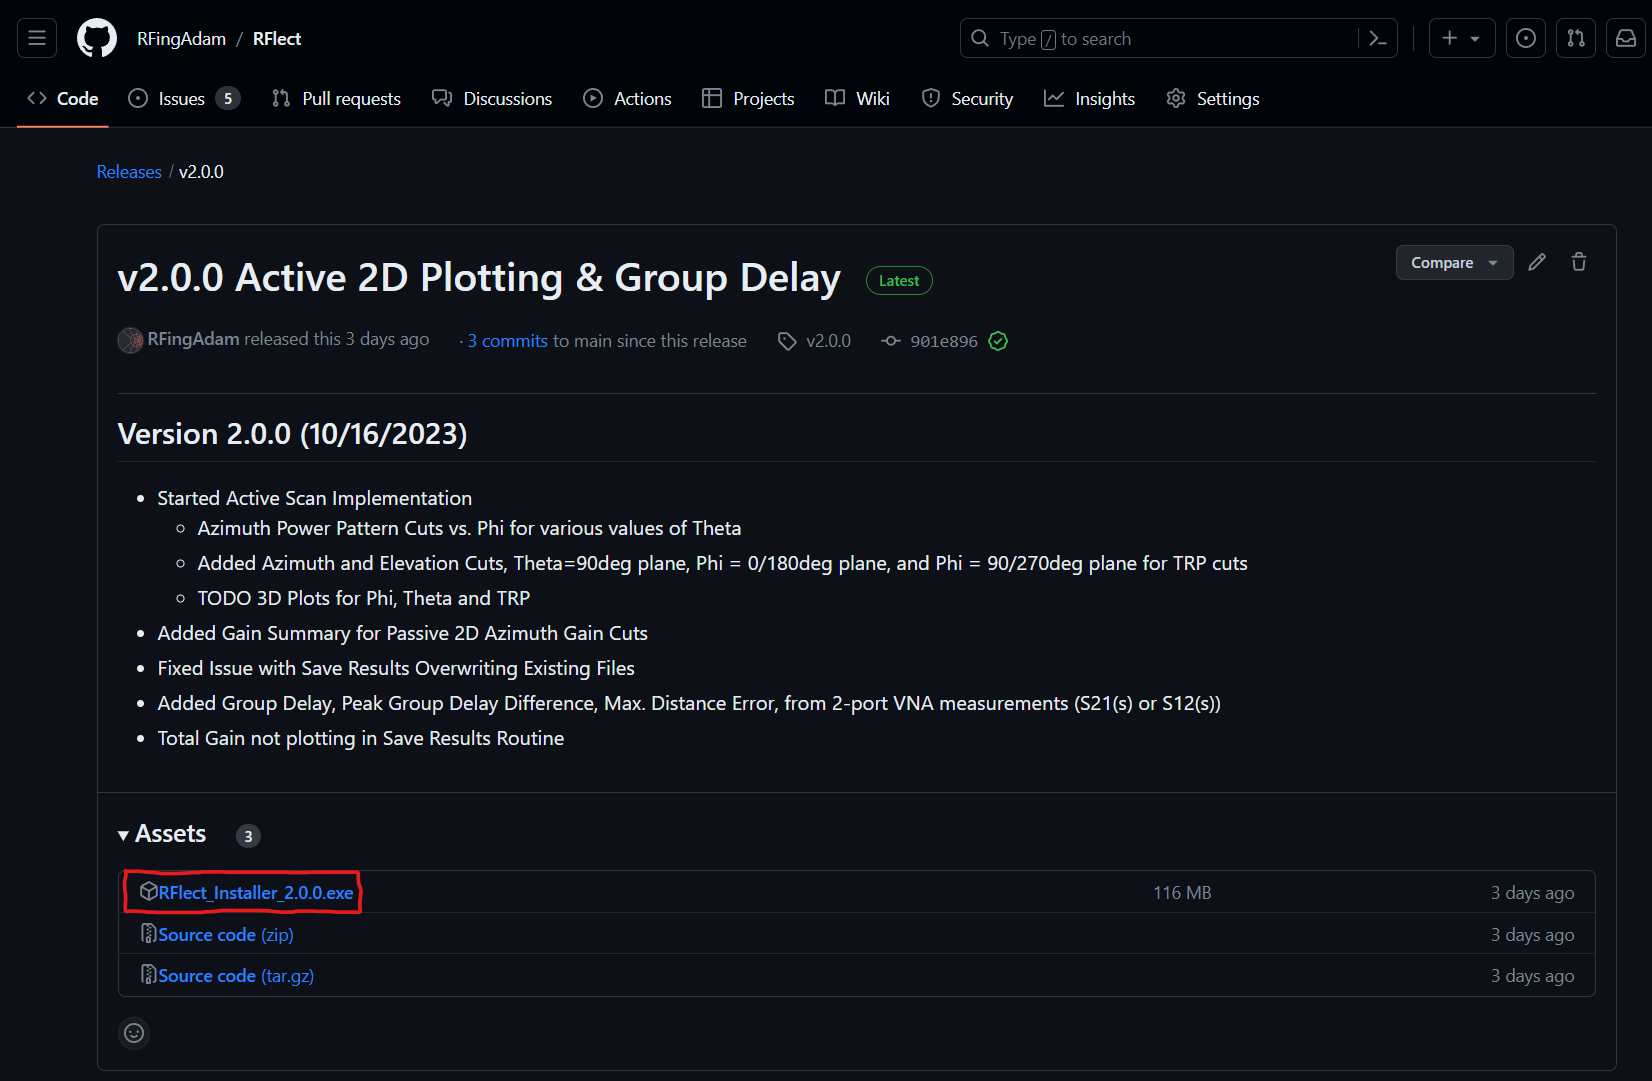 RFingAdam / RFlect
Type / to search
Code
Issues 5
Pull requests
Discussions
Actions
Projects
Wiki
Security
Insights
Settings
Releases / v2.0.0
v2.0.0 Active 2D Plotting & Group Delay Latest
Compare
RFingAdam released this 3 days ago · 3 commits to main since this release v2.0.0 901e896
Version 2.0.0 (10/16/2023)
Started Active Scan Implementation
Azimuth Power Pattern Cuts vs. Phi for various values of Theta
Added Azimuth and Elevation Cuts, Theta=90deg plane, Phi = 0/180deg plane, and Phi = 90/270deg plane for TRP cuts
TODO 3D Plots for Phi, Theta and TRP
Added Gain Summary for Passive 2D Azimuth Gain Cuts
Fixed Issue with Save Results Overwriting Existing Files
Added Group Delay, Peak Group Delay Difference, Max. Distance Error, from 2-port VNA measurements (S21(s) or S12(s))
Total Gain not plotting in Save Results Routine
Assets 3
RFlect_Installer_2.0.0.exe 116 MB 3 days ago
Source code (zip) 3 days ago
Source code (tar.gz) 3 days ago